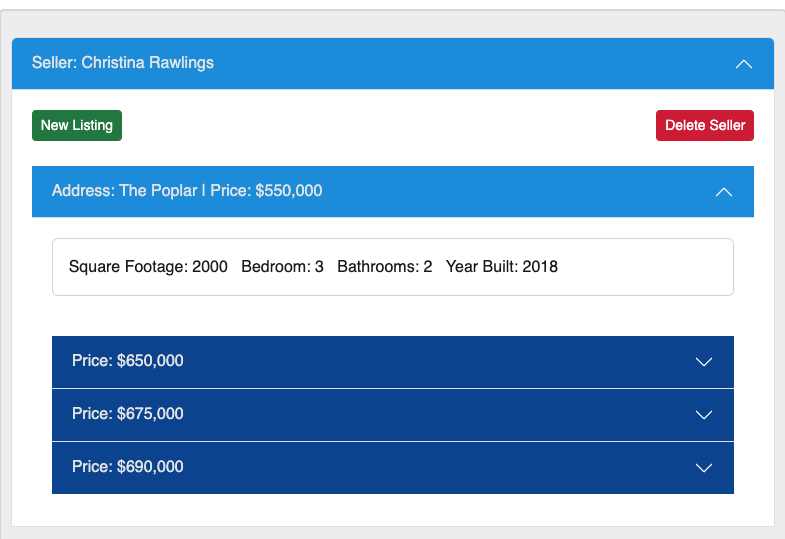 Seller: Christina Rawlings
New Listing
Delete Seller
Address: The Poplar | Price: $550,000
Square Footage: 2000 Bedroom: 3 Bathrooms: 2 Year Built: 2018
Price: $650,000
Price: $675,000
Price: $690,000